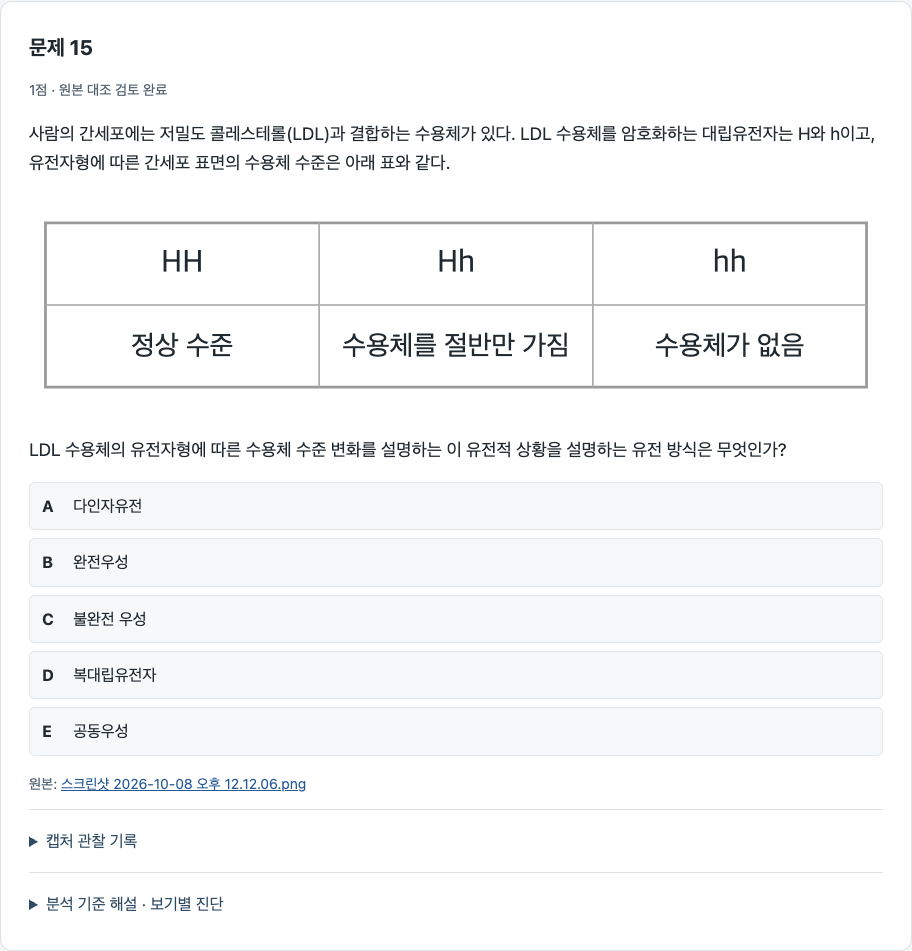 문제 15
1점 · 원본 대조 검토 완료
사람의 간세포에는 저밀도 콜레스테롤(LDL)과 결합하는 수용체가 있다. LDL 수용체를 암호화하는 대립유전자는 H와 h이고,
유전자형에 따른 간세포 표면의 수용체 수준은 아래 표와 같다.
HH Hh hh
정상 수준 수용체를 절반만 가짐 수용체가 없음
LDL 수용체의 유전자형에 따른 수용체 수준 변화를 설명하는 이 유전적 상황을 설명하는 유전 방식은 무엇인가?
A 다인자유전
B 완전우성
C 불완전 우성
D 복대립유전자
E 공동우성
원본: 스크린샷 2026-10-08 오후 12.12.06.png
▶ 캡처 관찰 기록
▶ 분석 기준 해설 · 보기별 진단